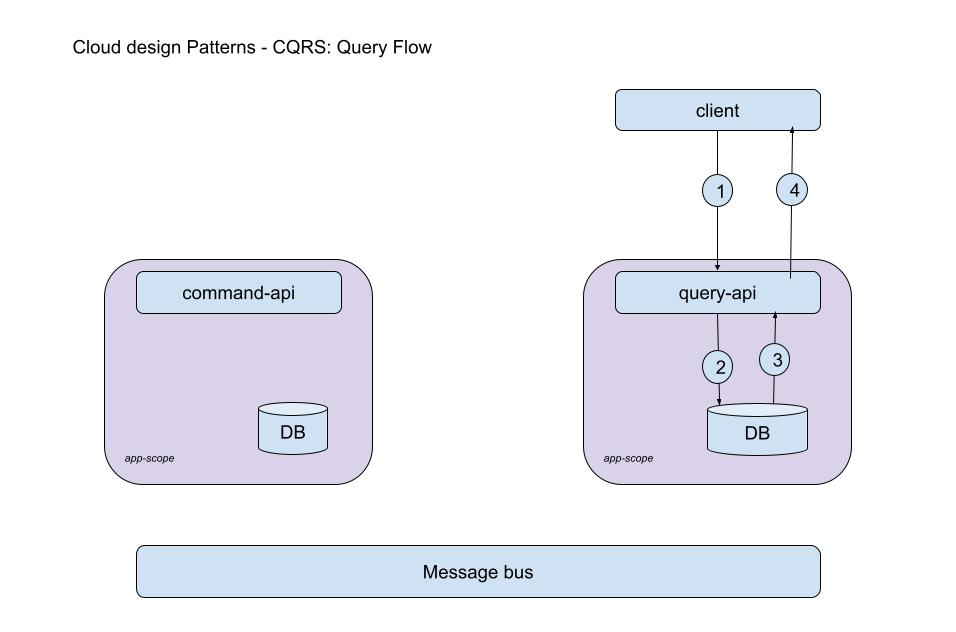 Cloud design Patterns - CQRS: Query Flow
client
1
4
command-api
query-api
2
3
DB
DB
app-scope
app-scope
Message bus